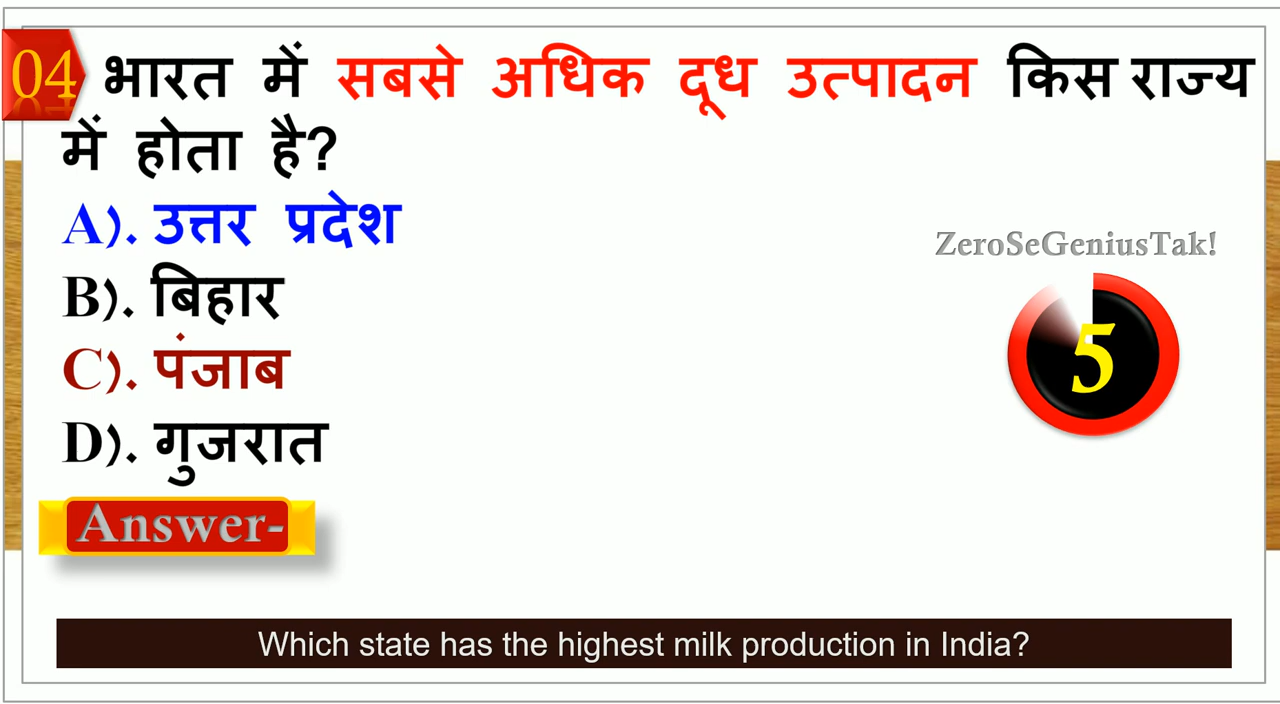 04 भारत में सबसे अधिक दूध उत्पादन किस राज्य
में होता है?
A). उत्तर प्रदेश
ZeroSeGeniusTak!
B). बिहार
5
C). पंजाब
D). गुजरात
Answer-
Which state has the highest milk production in India?